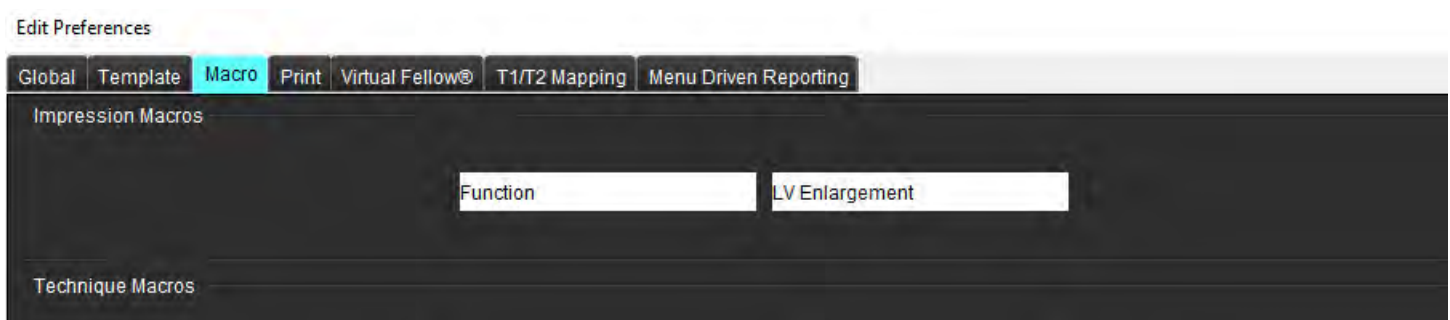 Edit Preferences
Global Template Macro Print Virtual Fellow® T1/T2 Mapping Menu Driven Reporting
Impression Macros
Function LV Enlargement
Technique Macros